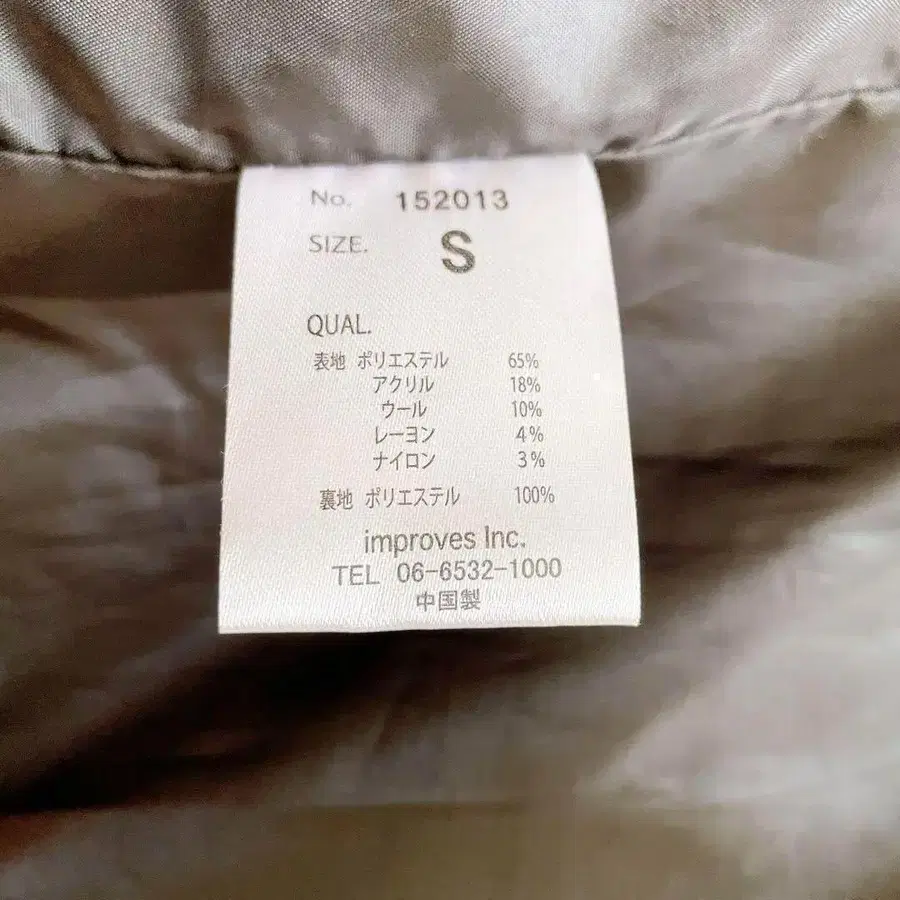 No. 152013
SIZE. S
QUAL.
表地 ポリエステル 65%
アクリル 18%
ウール 10%
レーヨン 4%
ナイロン 3%
裏地 ポリエステル 100%
improves Inc.
TEL 06-6532-1000
中国製